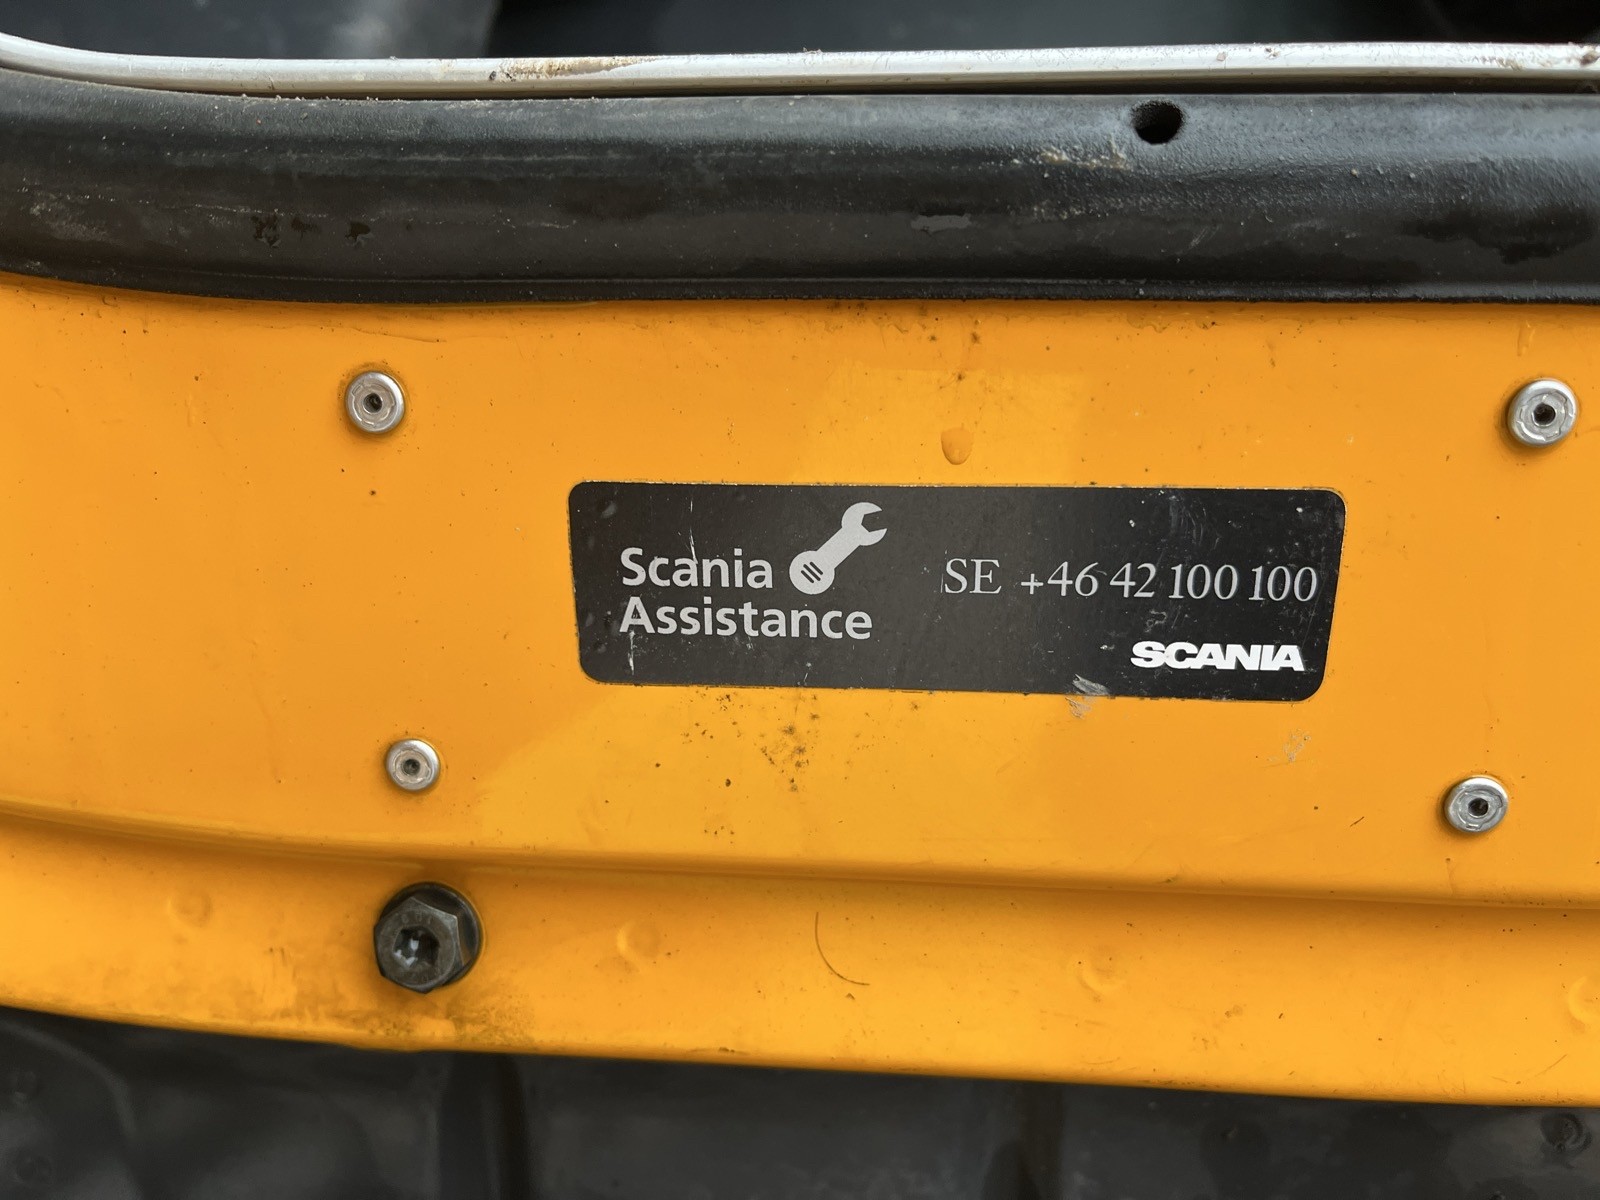 Scania
Assistance
SE +46 42 100 100
SCANIA